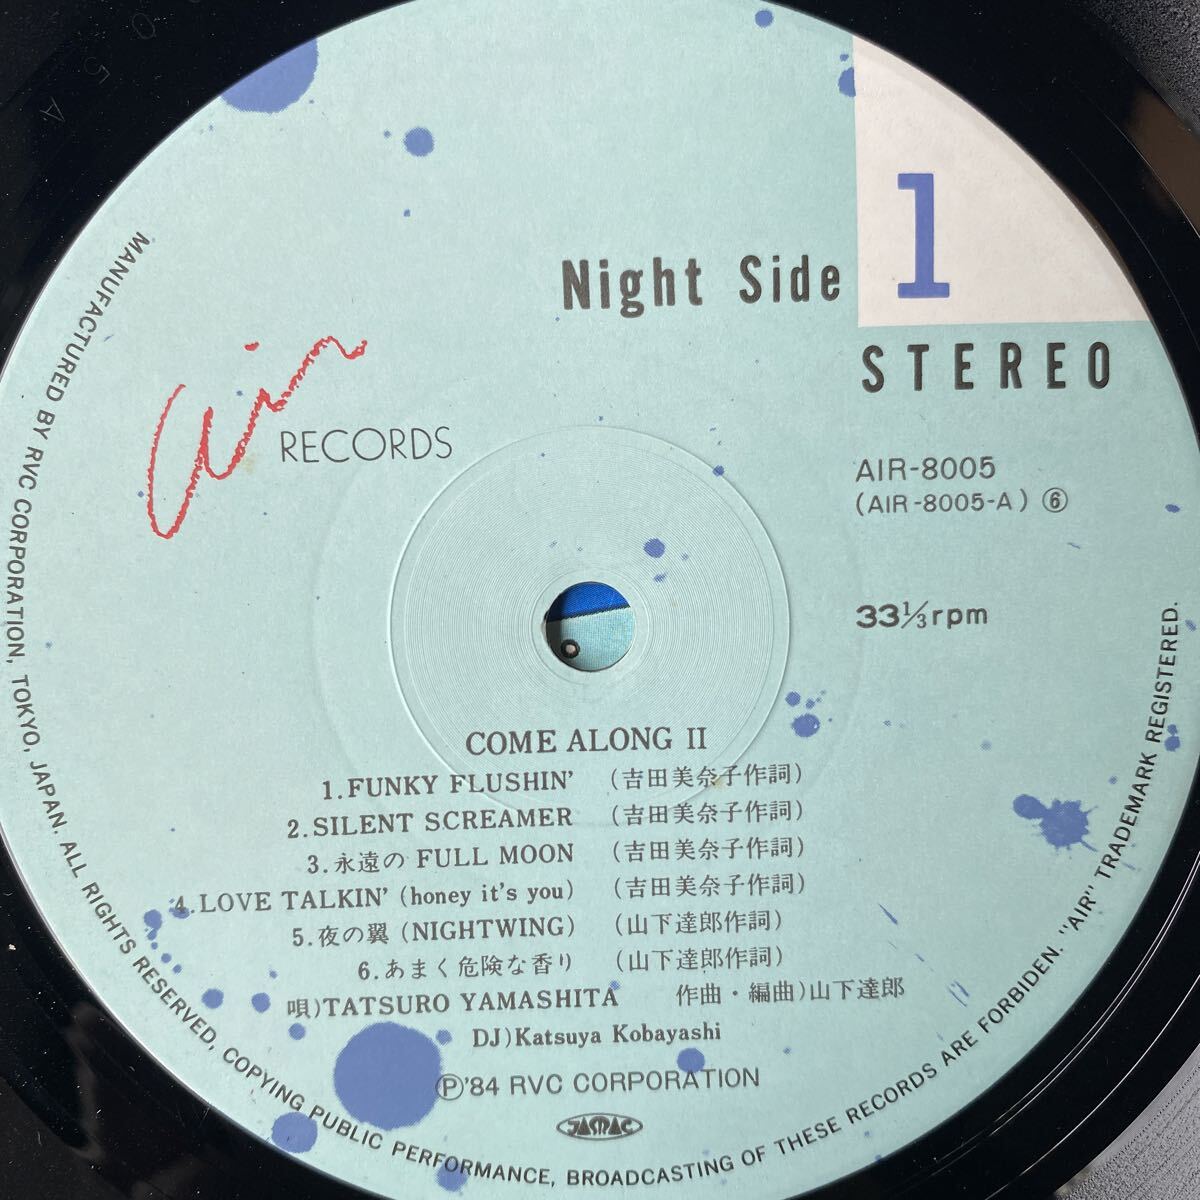 Night Side
1
STEREO
air
RECORDS
AIR-8005
(AIR-8005-A) ⑥
33⅓rpm
COME ALONG II
1.FUNKY FLUSHIN' (吉田美奈子作詞)
2.SILENT SCREAMER (吉田美奈子作詞)
3.永遠の FULL MOON (吉田美奈子作詞)
4.LOVE TALKIN' (honey it's you) (吉田美奈子作詞)
5.夜の翼 (NIGHTWING) (山下達郎作詞)
6.あまく危険な香り (山下達郎作詞)
唄)TATSURO YAMASHITA 作曲・編曲)山下達郎
DJ)Katsuya Kobayashi
Ⓟ'84 RVC CORPORATION
JASRAC
MANUFACTURED BY RVC CORPORATION, TOKYO, JAPAN. ALL RIGHTS RESERVED, COPYING PUBLIC PERFORMANCE, BROADCASTING OF THESE RECORDS ARE FORBIDDEN. "AIR" TRADEMARK REGISTERED.